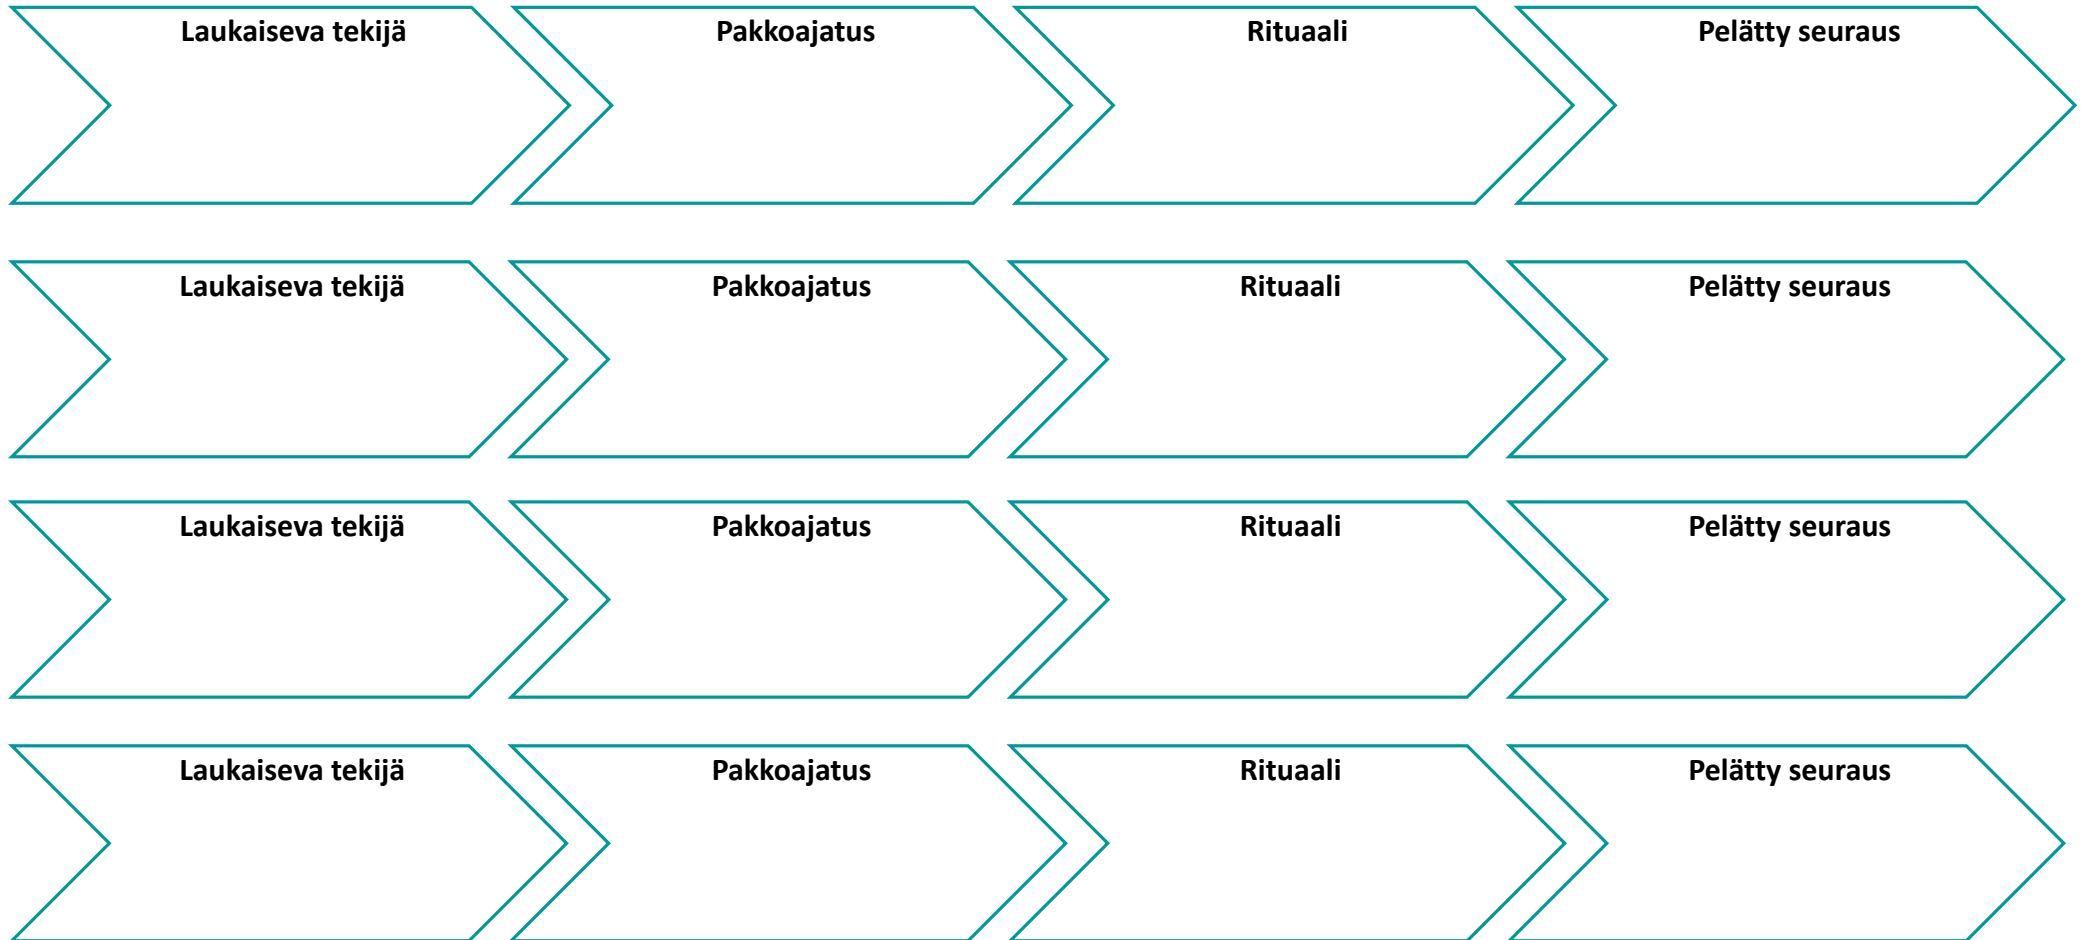 Laukaiseva tekijä
Pakkoajatus
Rituaali
Pelätty seuraus
Laukaiseva tekijä
Pakkoajatus
Rituaali
Pelätty seuraus
Laukaiseva tekijä
Pakkoajatus
Rituaali
Pelätty seuraus
Laukaiseva tekijä
Pakkoajatus
Rituaali
Pelätty seuraus